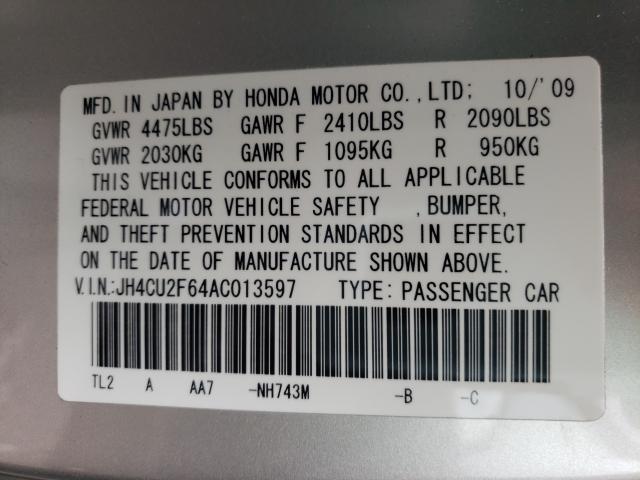 MFD. IN JAPAN BY HONDA MOTOR CO., LTD; 10/'09
GVWR 4475LBS GAWR F 2410LBS R 2090LBS
GVWR 2030KG GAWR F 1095KG R 950KG
THIS VEHICLE CONFORMS TO ALL APPLICABLE
FEDERAL MOTOR VEHICLE SAFETY , BUMPER,
AND THEFT PREVENTION STANDARDS IN EFFECT
ON THE DATE OF MANUFACTURE SHOWN ABOVE.
V.I.N.:JH4CU2F64AC013597 TYPE: PASSENGER CAR
TL2 A AA7 -NH743M -B -C